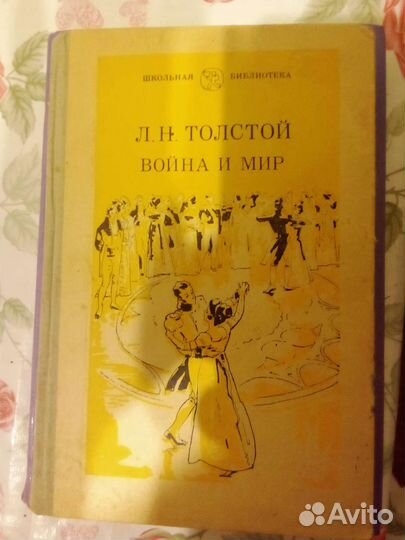 ШКОЛЬНАЯ БИБЛИОТЕКА
Л. Н. ТОЛСТОЙ
ВОЙНА И МИР
Avito